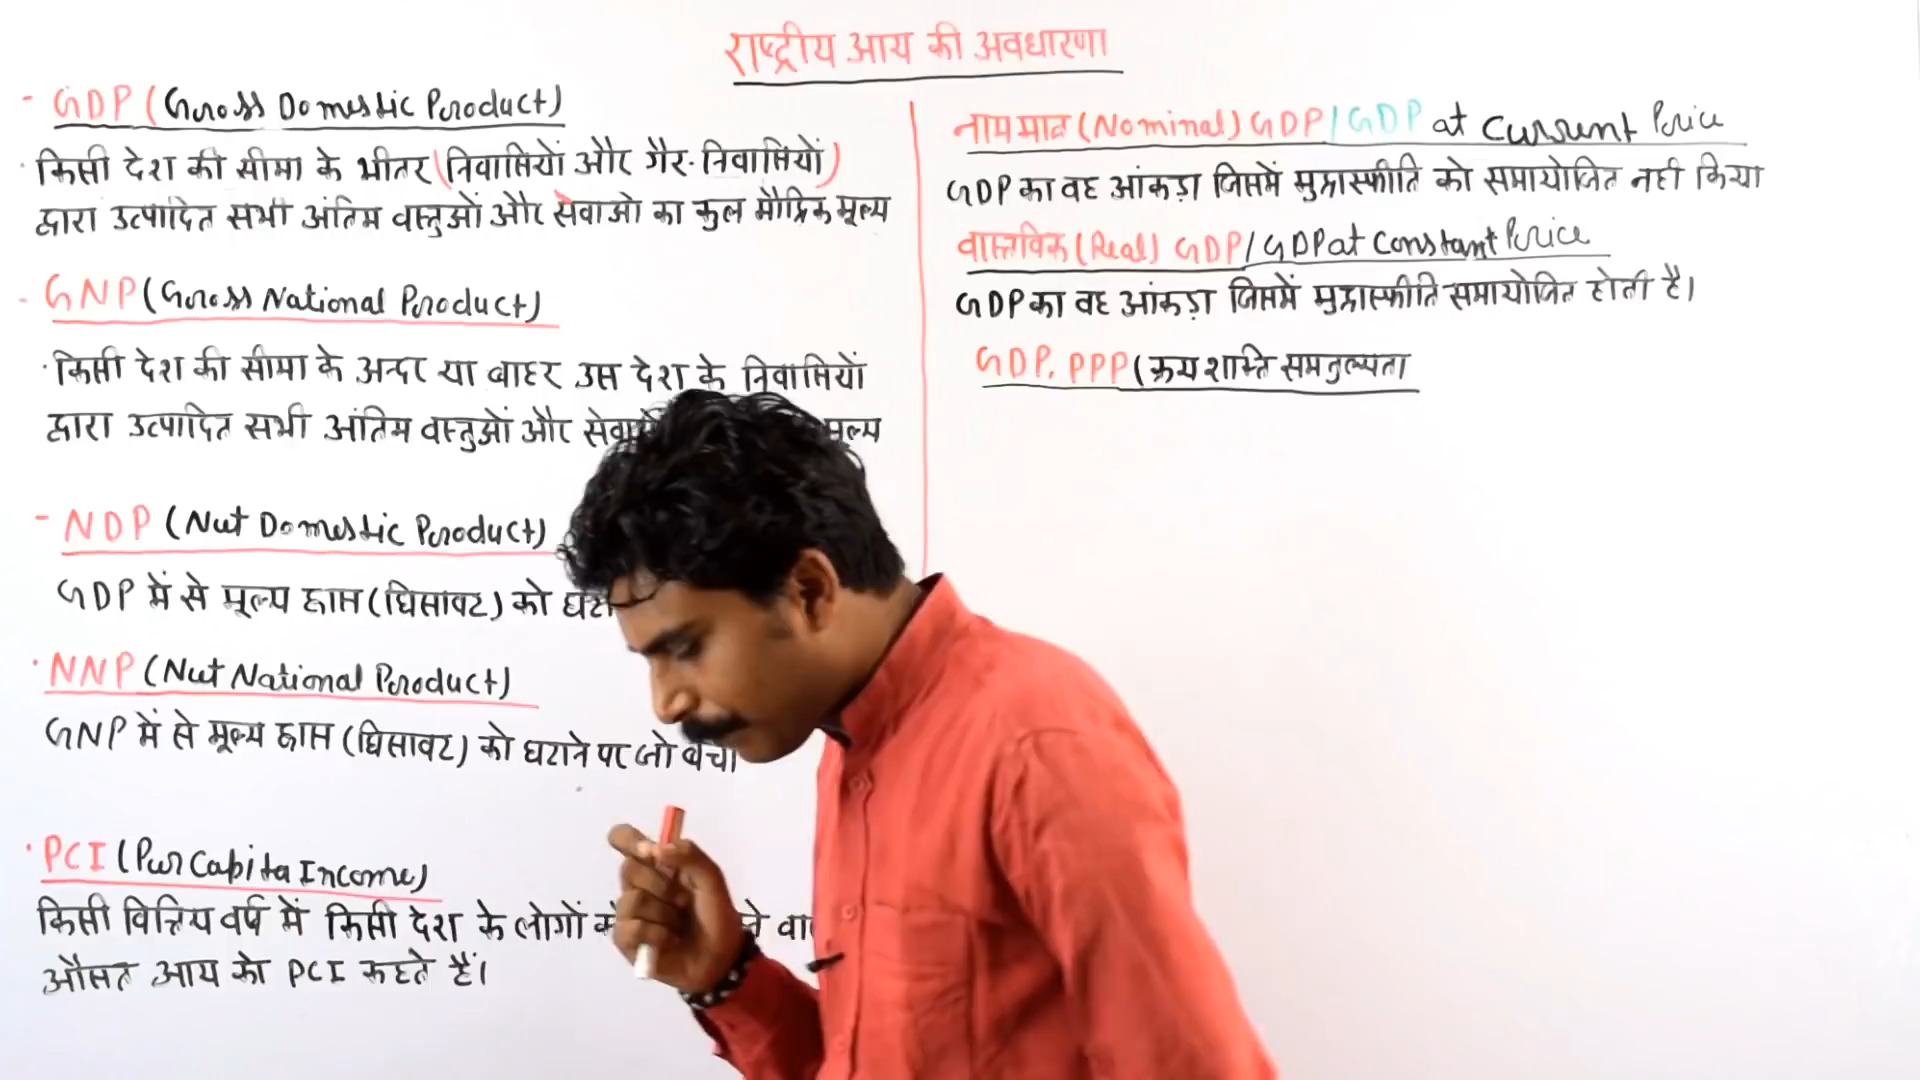 राष्ट्रीय आय की अवधारणा
- GDP (Gross Domestic Product)
· किसी देश की सीमा के भीतर (निवासियों और गैर-निवासियों)
द्वारा उत्पादित सभी अंतिम वस्तुओं और सेवाओ का कुल मौद्रिक मूल्य
- GNP (Gross National Product)
· किसी देश की सीमा के अन्दर या बाहर उस देश के निवासियों
द्वारा उत्पादित सभी अंतिम वस्तुओं और मूल्य
- NDP (Net Domestic Product)
GDP में से मूल्य ह्रास (घिसावट) को
· NNP (Net National Product)
GNP में से मूल्य ह्रास (घिसावट) को घटाने पर जो बचा
· PCI (Per Capita Income)
किसी वित्तिय वर्ष में किसी देश के लोगों
औसत आय को PCI कहते हैं।
नाममात्र (Nominal) GDP/GDP at Current Price
GDP का वह आंकड़ा जिसमें मुद्रास्फीति को समायोजित नही किया
वास्तविक (Real) GDP/GDP at Constant Price
GDP का वह आंकड़ा जिसमें मुद्रास्फीति समायोजित होती है।
GDP. PPP (क्रय शक्ति समतुल्यता